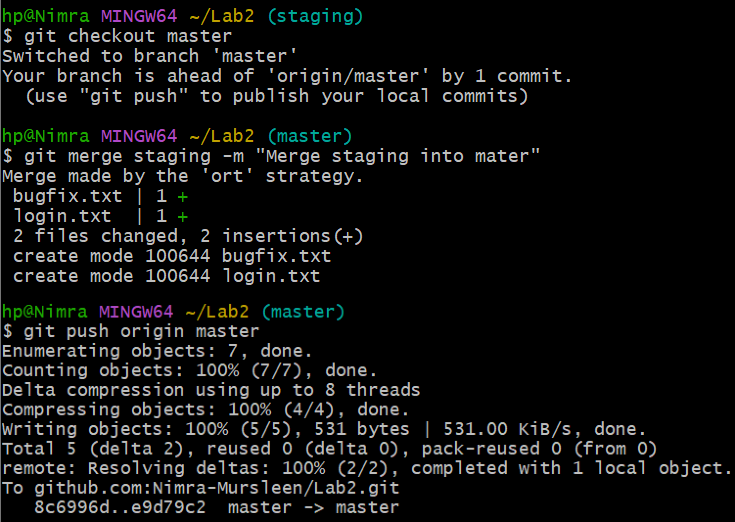 hp@Nimra MINGW64 ~/Lab2 (staging)
$ git checkout master
Switched to branch 'master'
Your branch is ahead of 'origin/master' by 1 commit.
  (use "git push" to publish your local commits)
hp@Nimra MINGW64 ~/Lab2 (master)
$ git merge staging -m "Merge staging into mater"
Merge made by the 'ort' strategy.
 bugfix.txt | 1 +
 login.txt  | 1 +
 2 files changed, 2 insertions(+)
 create mode 100644 bugfix.txt
 create mode 100644 login.txt
hp@Nimra MINGW64 ~/Lab2 (master)
$ git push origin master
Enumerating objects: 7, done.
Counting objects: 100% (7/7), done.
Delta compression using up to 8 threads
Compressing objects: 100% (4/4), done.
Writing objects: 100% (5/5), 531 bytes | 531.00 KiB/s, done.
Total 5 (delta 2), reused 0 (delta 0), pack-reused 0 (from 0)
remote: Resolving deltas: 100% (2/2), completed with 1 local object.
To github.com:Nimra-Mursleen/Lab2.git
   8c6996d..e9d79c2  master -> master